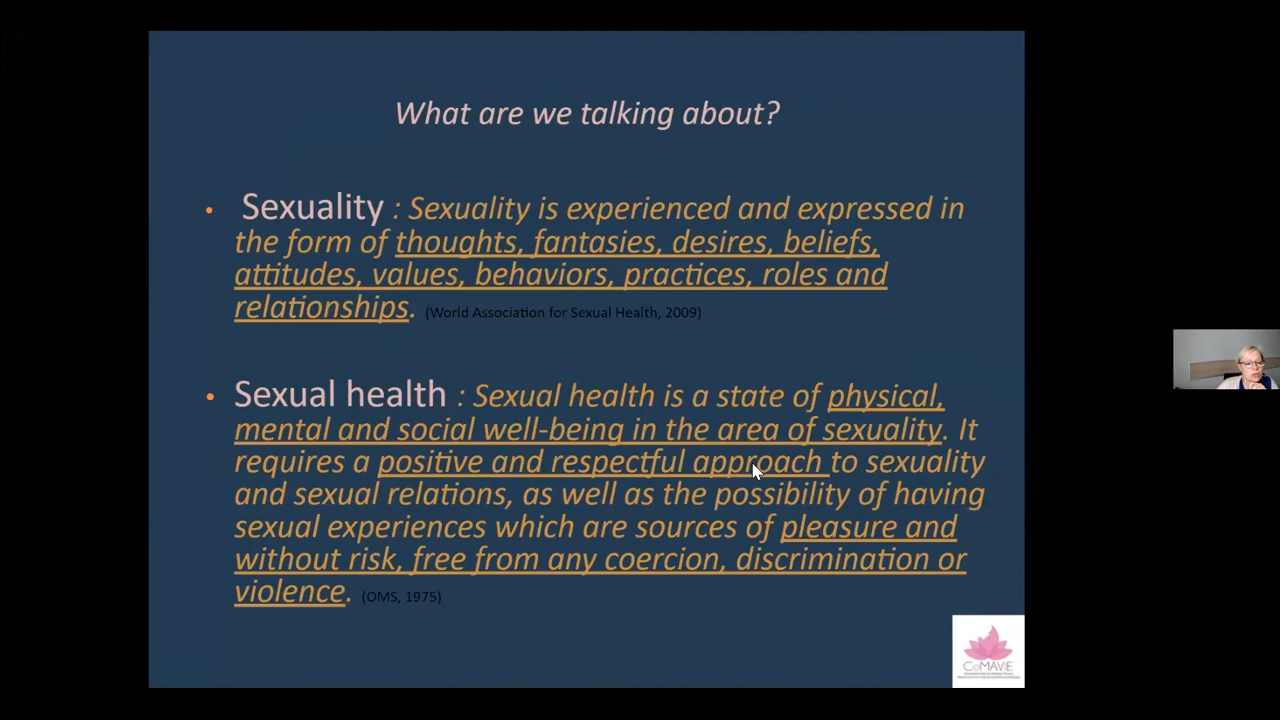 What are we talking about?
• Sexuality : Sexuality is experienced and expressed in
the form of thoughts, fantasies, desires, beliefs,
attitudes, values, behaviors, practices, roles and
relationships. (World Association for Sexual Health, 2009)
• Sexual health : Sexual health is a state of physical,
mental and social well-being in the area of sexuality. It
requires a positive and respectful approach to sexuality
and sexual relations, as well as the possibility of having
sexual experiences which are sources of pleasure and
without risk, free from any coercion, discrimination or
violence. (OMS, 1975)
CeMAViE